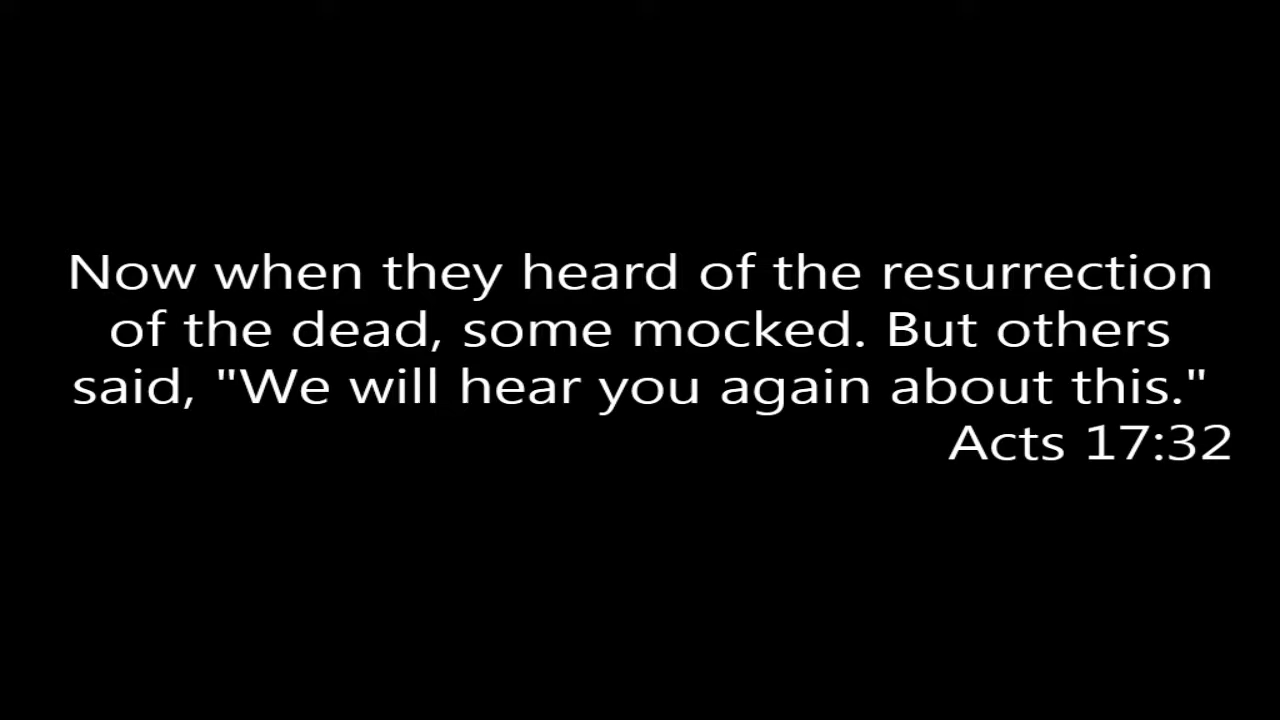 Now when they heard of the resurrection
of the dead, some mocked. But others
said, "We will hear you again about this."
Acts 17:32